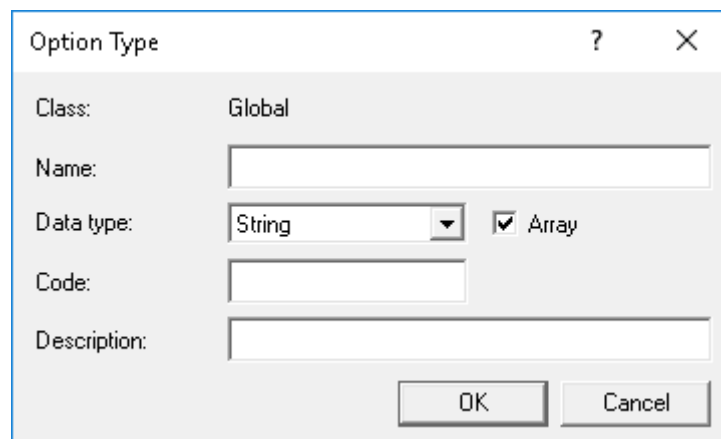 Option Type ?
Class: Global
Name:
Data type: String Array
Code:
Description:
OK Cancel